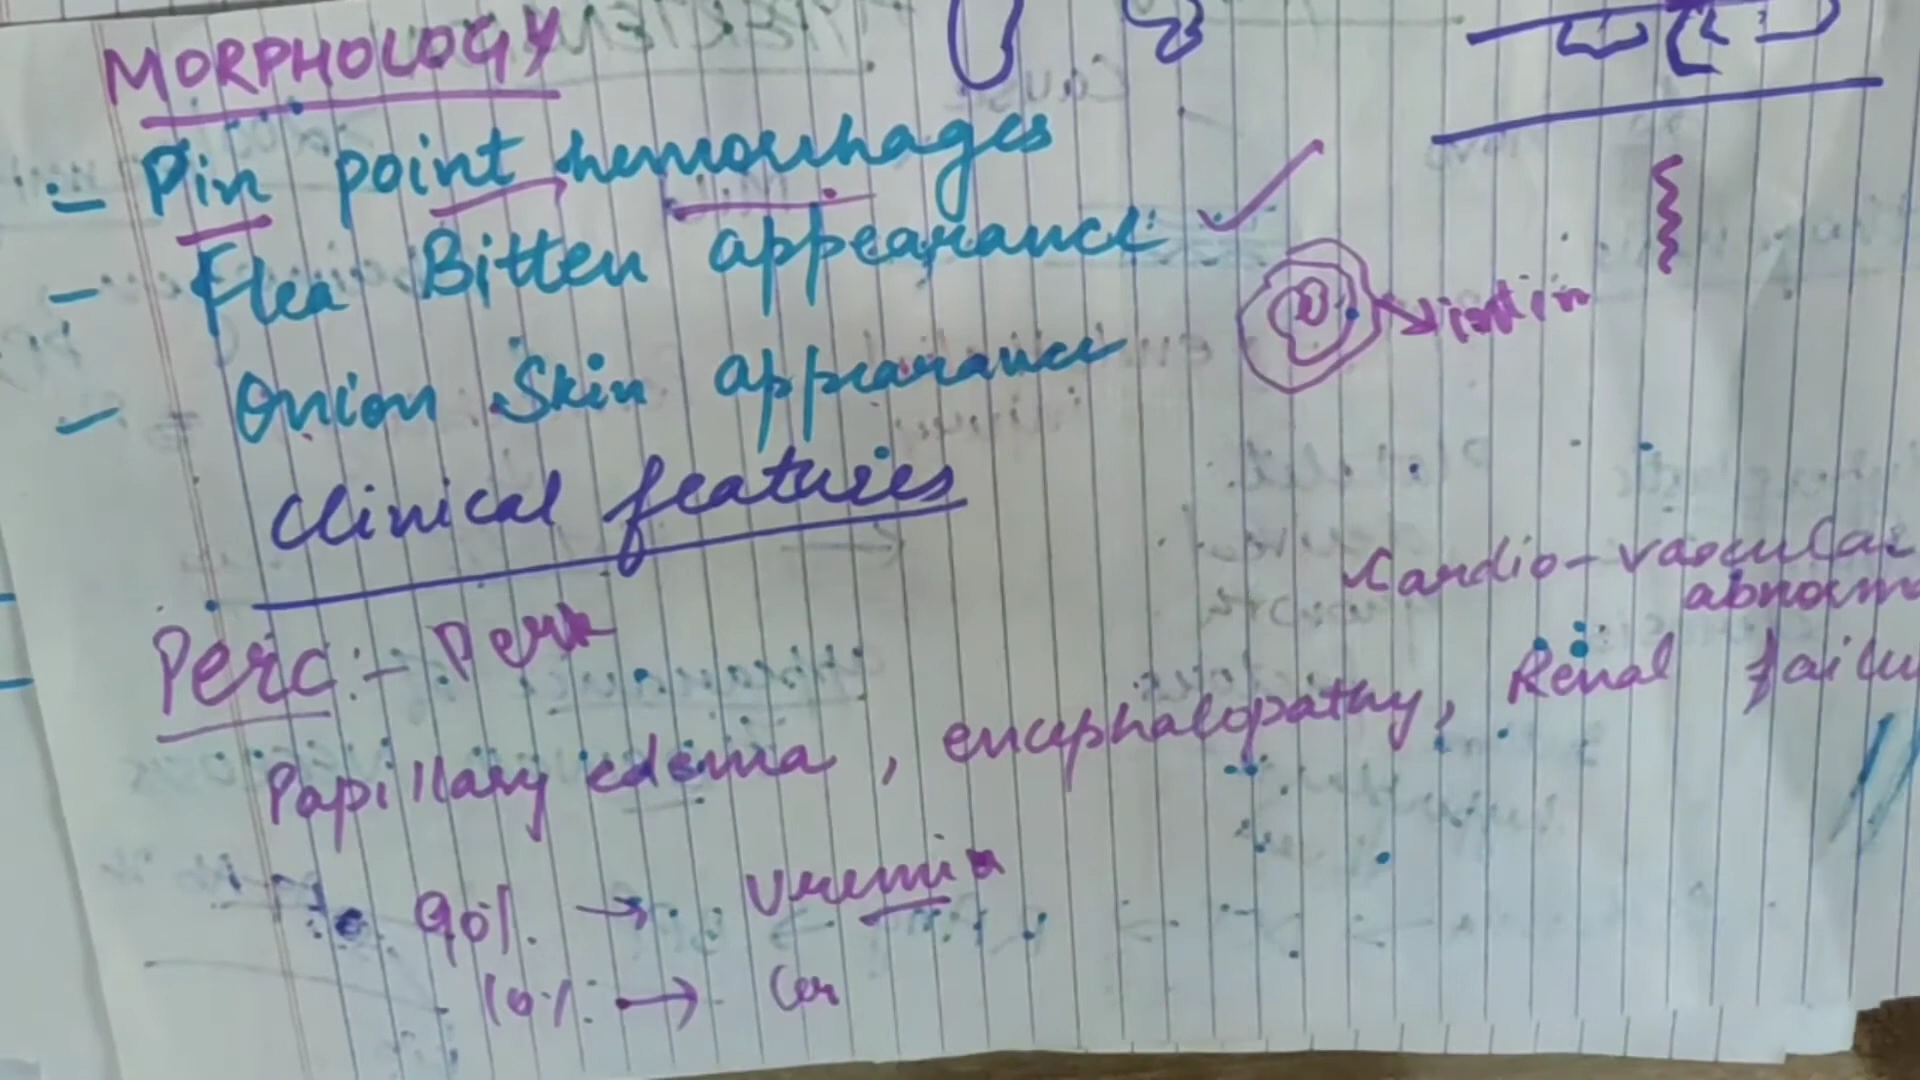 MORPHOLOGY
- Pin point hemorrhages
- Flea Bitten appearance
- Onion Skin appearance
Clinical features
Cardio-vascular
abnorm
Perc :-
Papillary edema, encephalopathy, Renal failu
90% → Uremia
10% → Cer